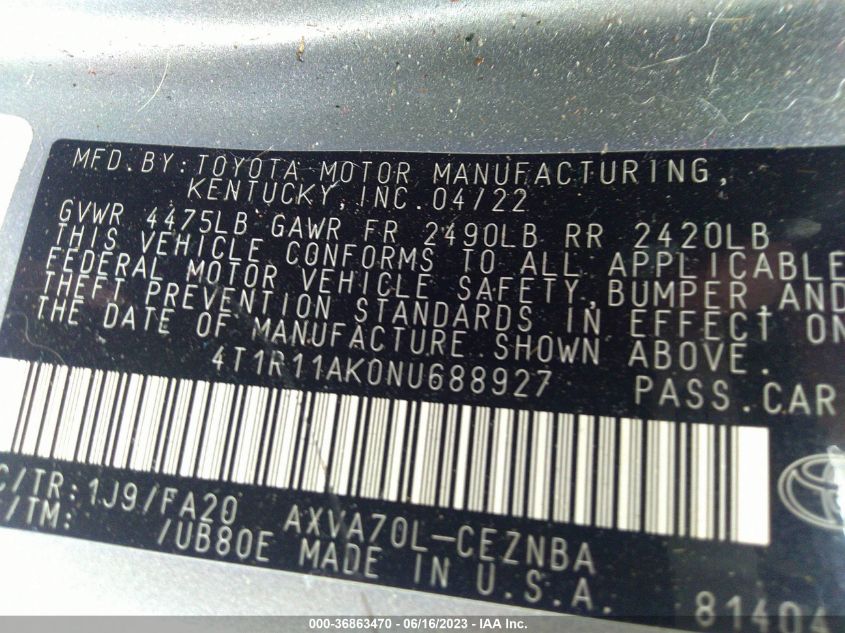 MFD.BY:TOYOTA MOTOR MANUFACTURING,
KENTUCKY,INC.04/22
GVWR 4475LB GAWR FR 2490LB RR 2420LB
THIS VEHICLE CONFORMS TO ALL APPLICABLE
FEDERAL MOTOR VEHICLE SAFETY,BUMPER AND
THEFT PREVENTION STANDARDS IN EFFECT ON
THE DATE OF MANUFACTURE SHOWN ABOVE.
4T1R11AK0NU688927 PASS.CAR
C/TR:1J9/FA20 AXVA70L-CEZNBA
/TM: /UB80E MADE IN U.S.A.
81404
000-36863470 - 06/16/2023 - IAA Inc.